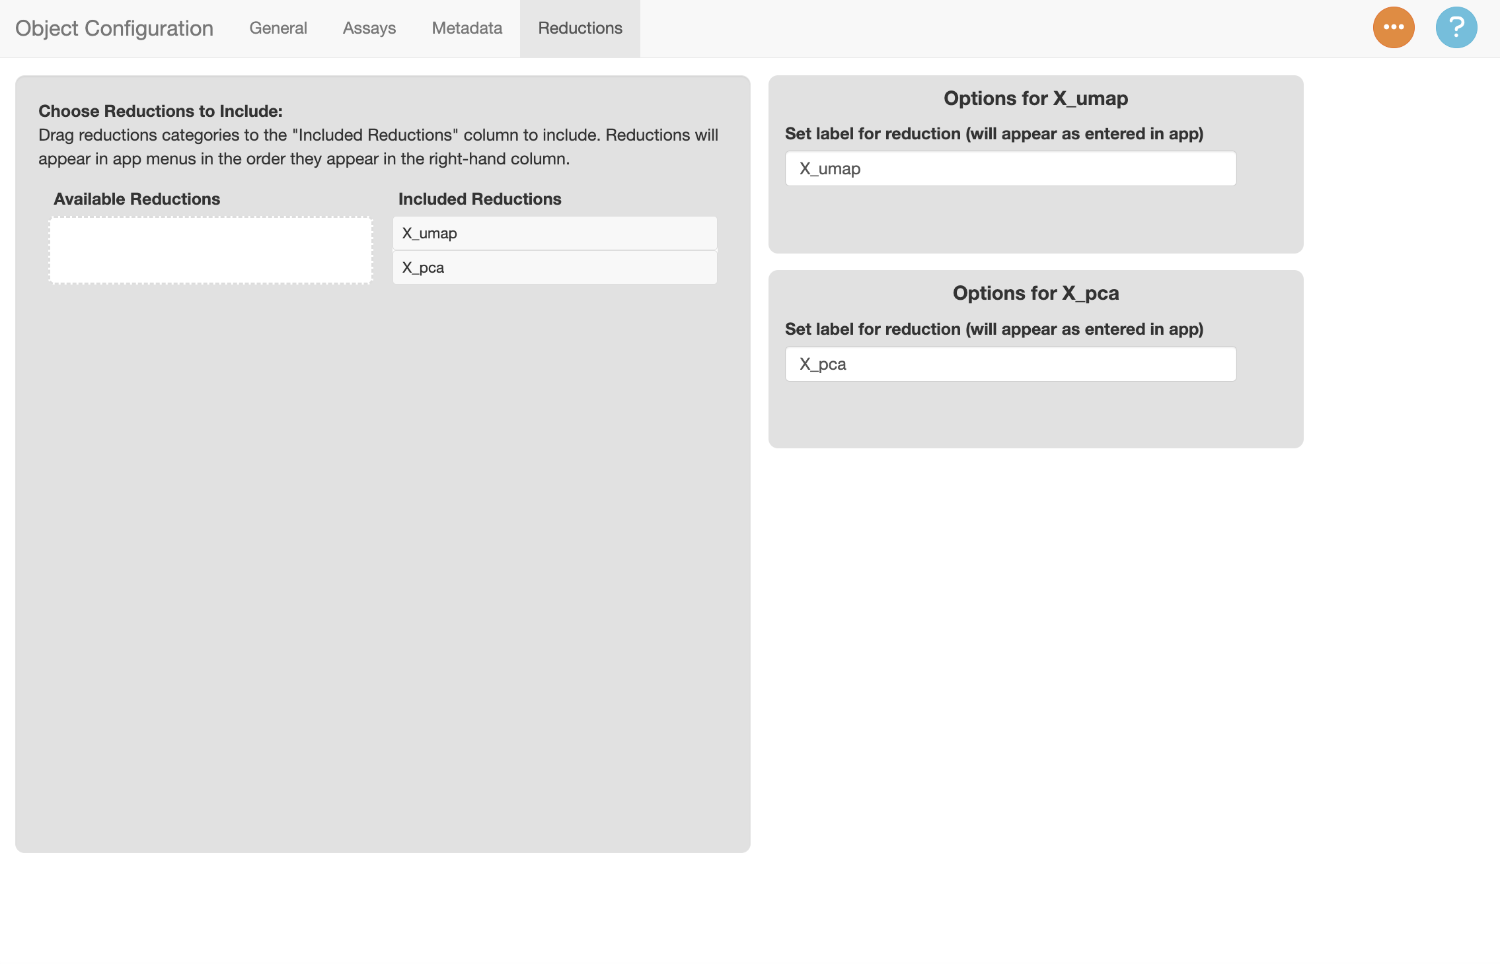 Object Configuration General Assays Metadata Reductions ?
Choose Reductions to Include:
Drag reductions categories to the "Included Reductions" column to include. Reductions will
appear in app menus in the order they appear in the right-hand column.
Available Reductions Included Reductions
X_umap
X_pca
Options for X_umap
Set label for reduction (will appear as entered in app)
X_umap
Options for X_pca
Set label for reduction (will appear as entered in app)
X_pca